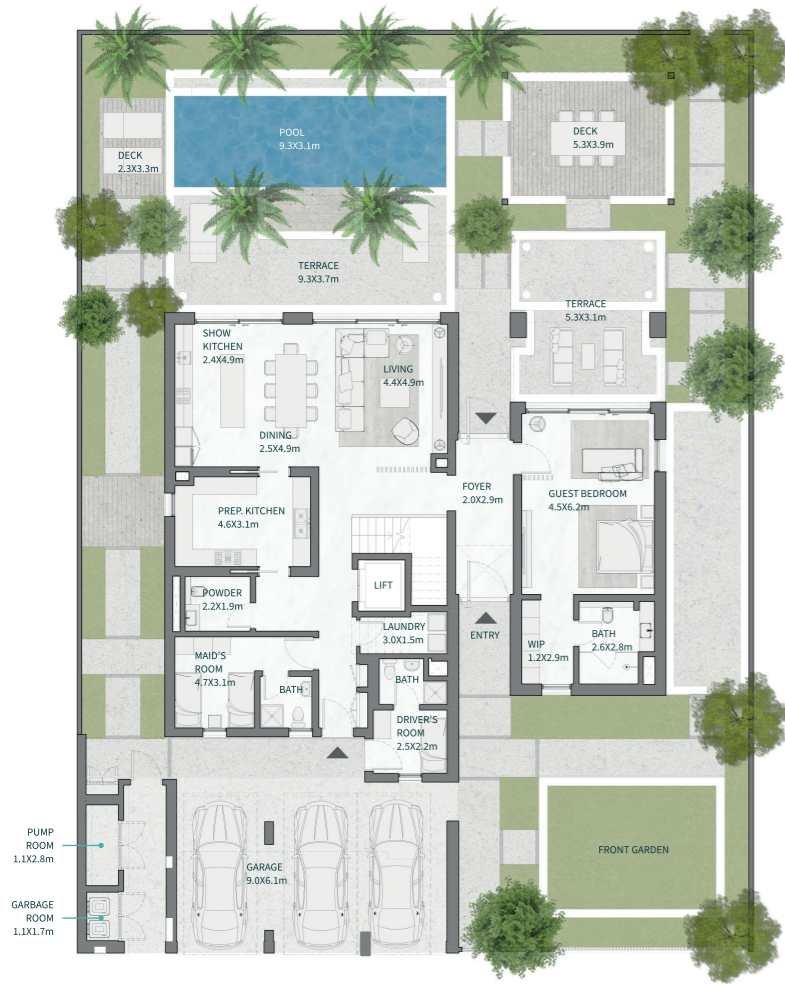 POOL
9.3X3.1m
DECK
5.3X3.9m
DECK
2.3X3.3m
TERRACE
9.3X3.7m
TERRACE
5.3X3.1m
SHOW
KITCHEN
2.4X4.9m
LIVING
4.4X4.9m
DINING
2.5X4.9m
FOYER
2.0X2.9m
GUEST BEDROOM
4.5X6.2m
PREP. KITCHEN
4.6X3.1m
LIFT
POWDER
2.2X1.9m
LAUNDRY
3.0X1.5m
ENTRY
WIP
1.2X2.9m
BATH
2.6X2.8m
MAID'S
ROOM
4.7X3.1m
BATH
BATH
DRIVER'S
ROOM
2.5X2.2m
PUMP
ROOM
1.1X2.8m
GARAGE
9.0X6.1m
FRONT GARDEN
GARBAGE
ROOM
1.1X1.7m